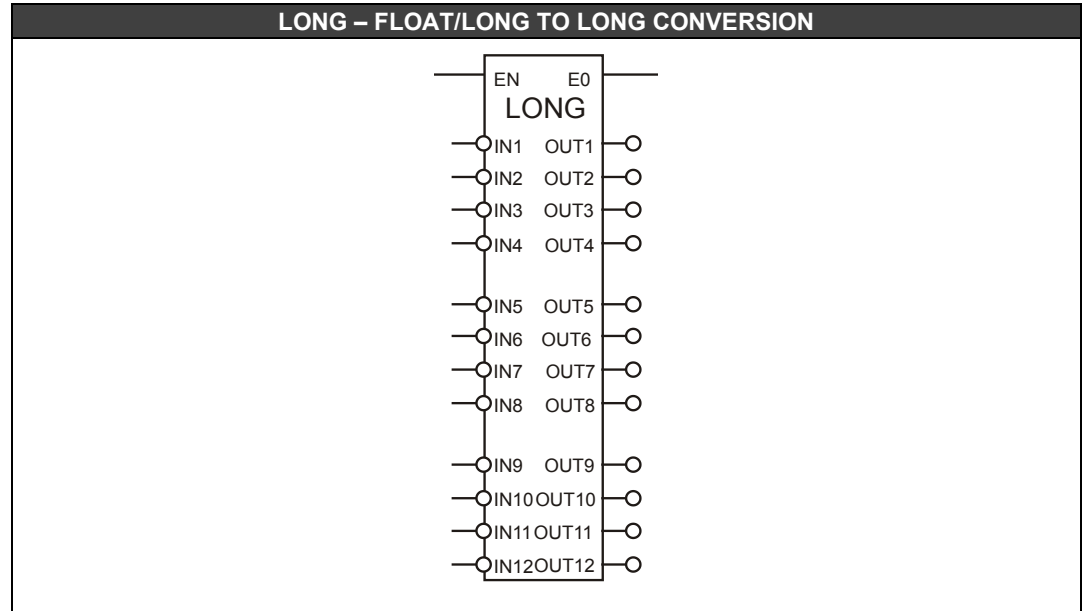 LONG – FLOAT/LONG TO LONG CONVERSION
EN E0
LONG
IN1 OUT1
IN2 OUT2
IN3 OUT3
IN4 OUT4
IN5 OUT5
IN6 OUT6
IN7 OUT7
IN8 OUT8
IN9 OUT9
IN10 OUT10
IN11 OUT11
IN12 OUT12